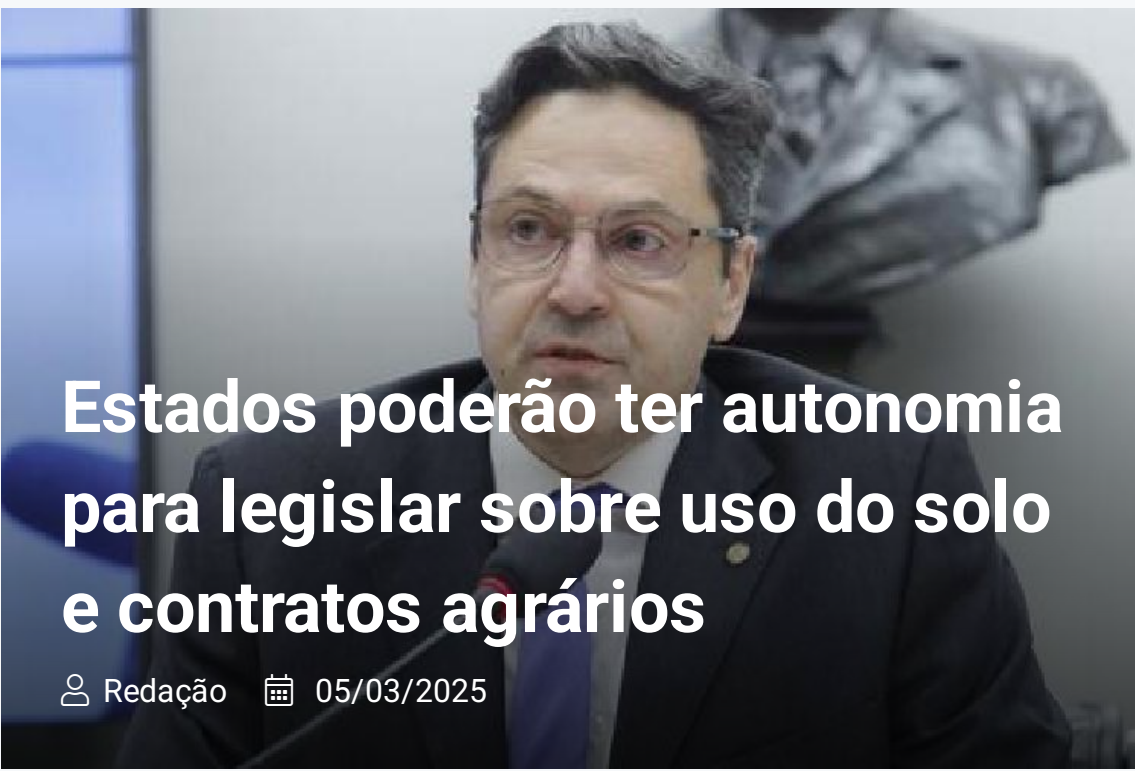 Estados poderão ter autonomia
para legislar sobre uso do solo
e contratos agrários
Redação 05/03/2025